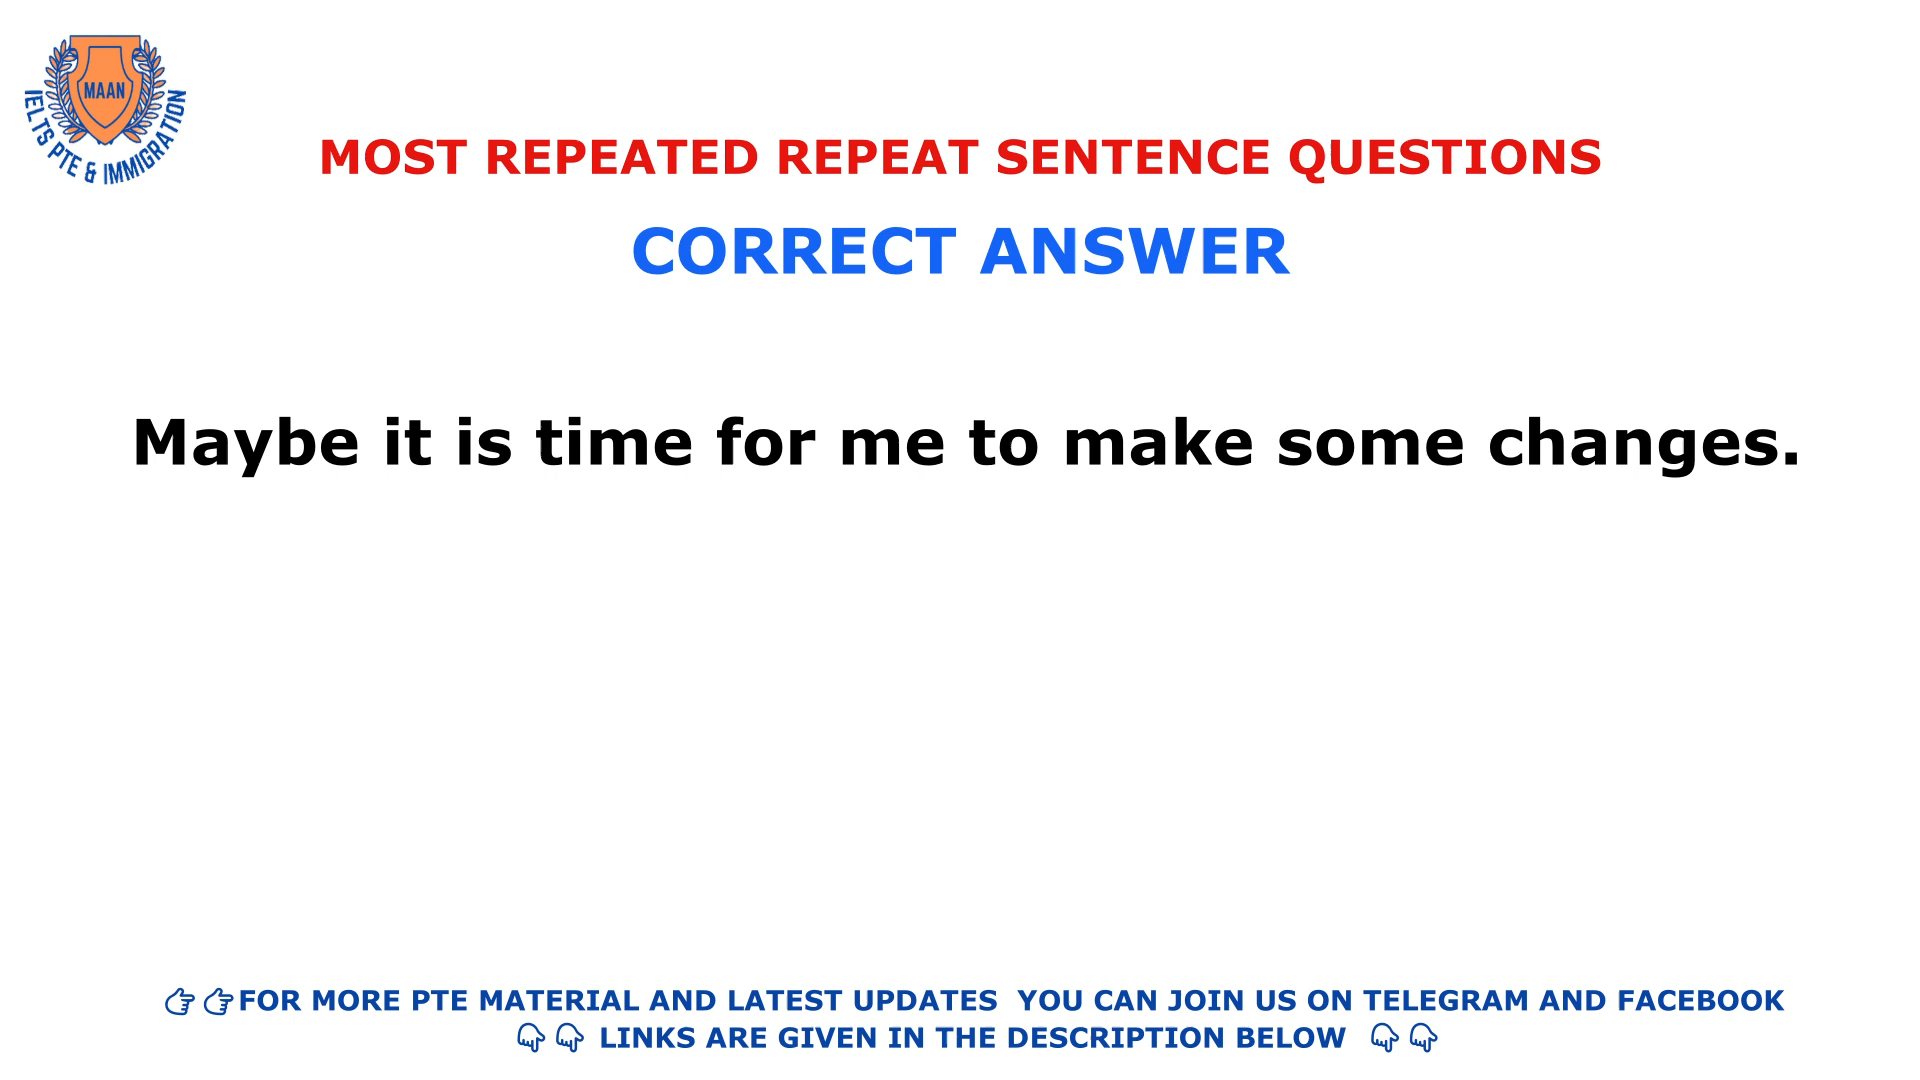 MAAN
IELTS PTE & IMMIGRATION
MOST REPEATED REPEAT SENTENCE QUESTIONS
CORRECT ANSWER
Maybe it is time for me to make some changes.
FOR MORE PTE MATERIAL AND LATEST UPDATES YOU CAN JOIN US ON TELEGRAM AND FACEBOOK
LINKS ARE GIVEN IN THE DESCRIPTION BELOW